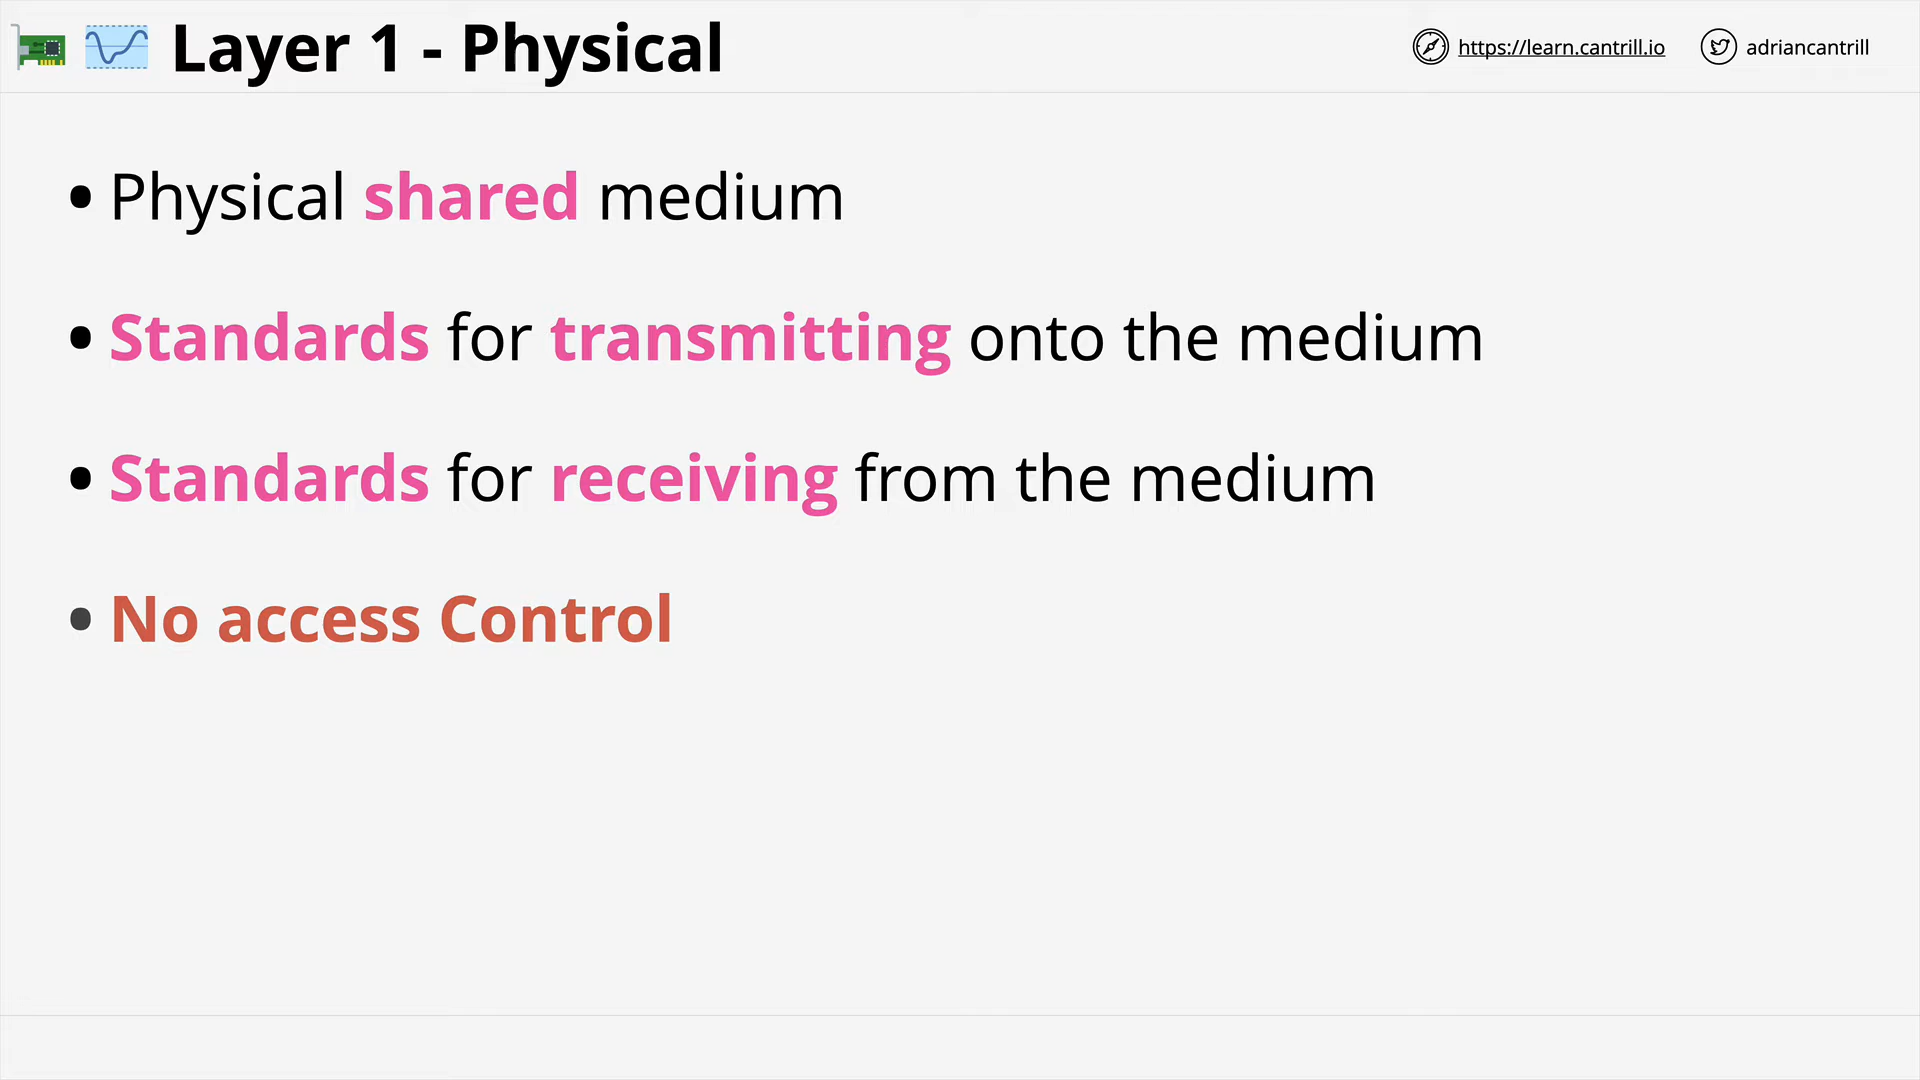 Layer 1 - Physical
https://learn.cantrill.io
adriancantrill
• Physical shared medium
• Standards for transmitting onto the medium
• Standards for receiving from the medium
• No access Control